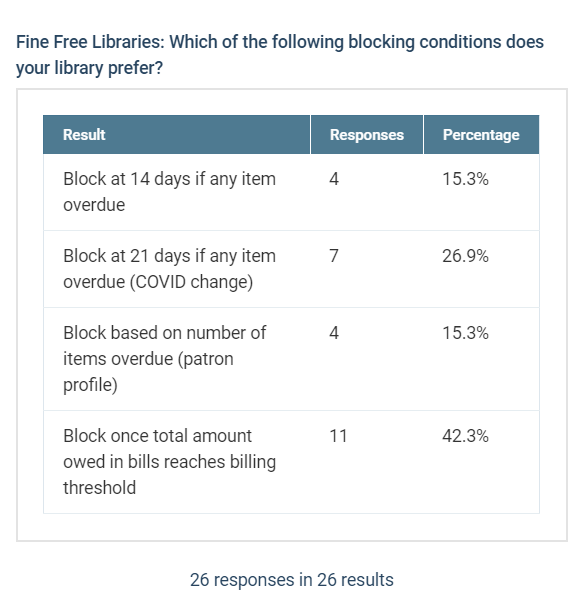 Fine Free Libraries: Which of the following blocking conditions does
your library prefer?
Result Responses Percentage
Block at 14 days if any item 4 15.3%
overdue
Block at 21 days if any item 7 26.9%
overdue (COVID change)
Block based on number of 4 15.3%
items overdue (patron
profile)
Block once total amount 11 42.3%
owed in bills reaches billing
threshold
26 responses in 26 results